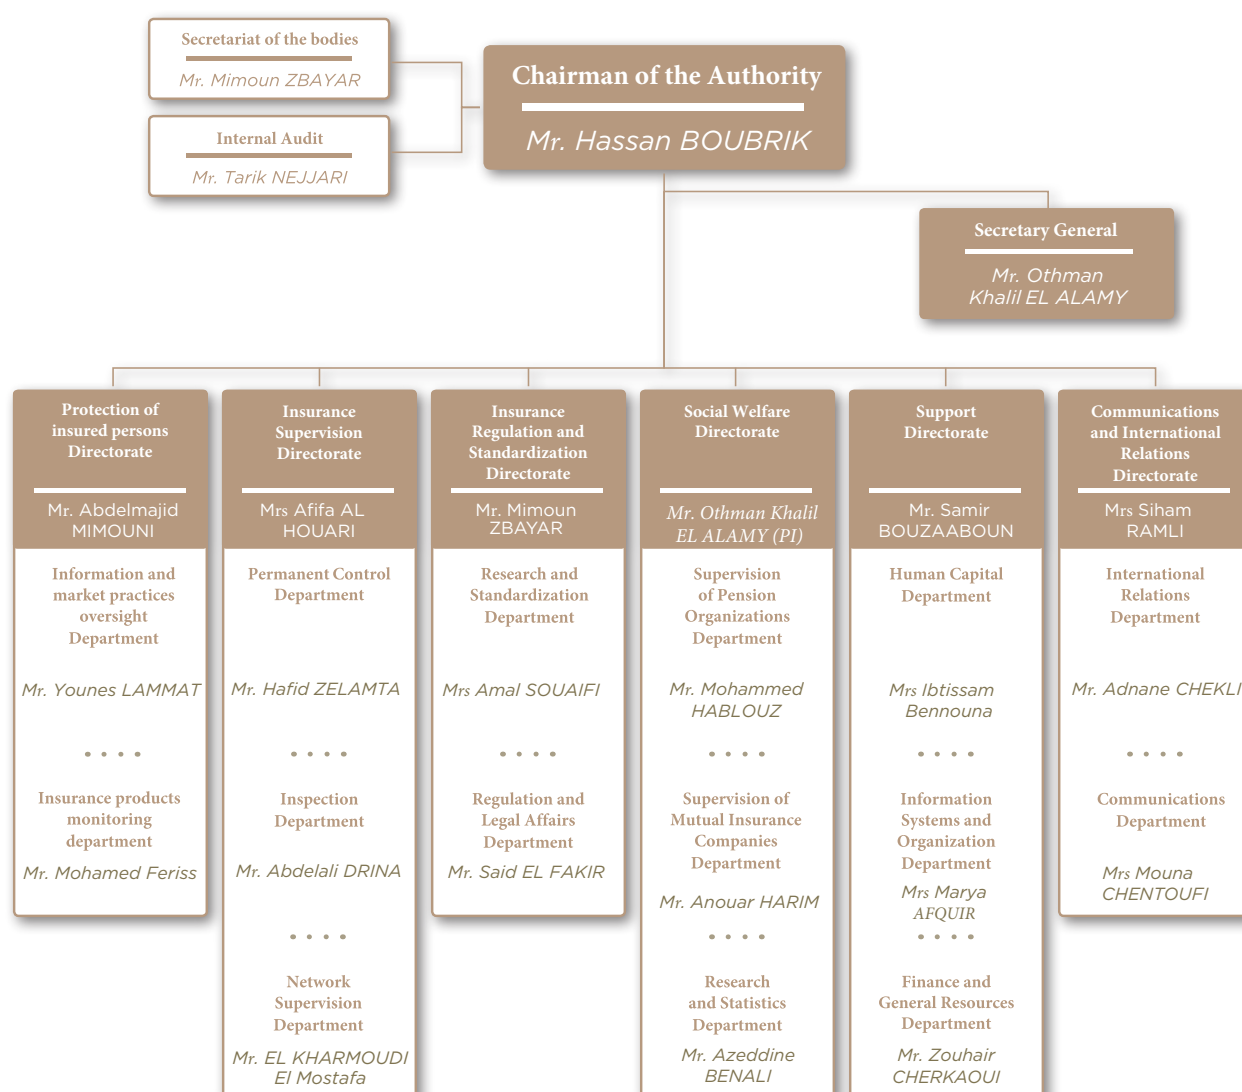 Secretariat of the bodies
Mr. Mimoun ZBAYAR
Internal Audit
Mr. Tarik NEJJARI
Chairman of the Authority
Mr. Hassan BOUBRIK
Secretary General
Mr. Othman
Khalil EL ALAMY
Protection of
insured persons
Directorate
Mr. Abdelmajid
MIMOUNI
Information and
market practices
oversight
Department
Mr. Younes LAMMAT
Insurance products
monitoring
department
Mr. Mohamed Feriss
Insurance
Supervision
Directorate
Mrs Afifa AL
HOUARI
Permanent Control
Department
Mr. Hafid ZELAMTA
Inspection
Department
Mr. Abdelali DRINA
Network
Supervision
Department
Mr. EL KHARMOUDI
El Mostafa
Insurance
Regulation and
Standardization
Directorate
Mr. Mimoun
ZBAYAR
Research and
Standardization
Department
Mrs Amal SOUAIFI
Regulation and
Legal Affairs
Department
Mr. Said EL FAKIR
Social Welfare
Directorate
Mr. Othman Khalil
EL ALAMY (PI)
Supervision
of Pension
Organizations
Department
Mr. Mohammed
HABLOUZ
Supervision of
Mutual Insurance
Companies
Department
Mr. Anouar HARIM
Research
and Statistics
Department
Mr. Azeddine
BENALI
Support
Directorate
Mr. Samir
BOUZAABOUN
Human Capital
Department
Mrs Ibtissam
Bennouna
Information
Systems and
Organization
Department
Mrs Marya
AFQUIR
Finance and
General Resources
Department
Mr. Zouhair
CHERKAOUI
Communications
and International
Relations
Directorate
Mrs Siham
RAMLI
International
Relations
Department
Mr. Adnane CHEKLI
Communications
Department
Mrs Mouna
CHENTOUFI